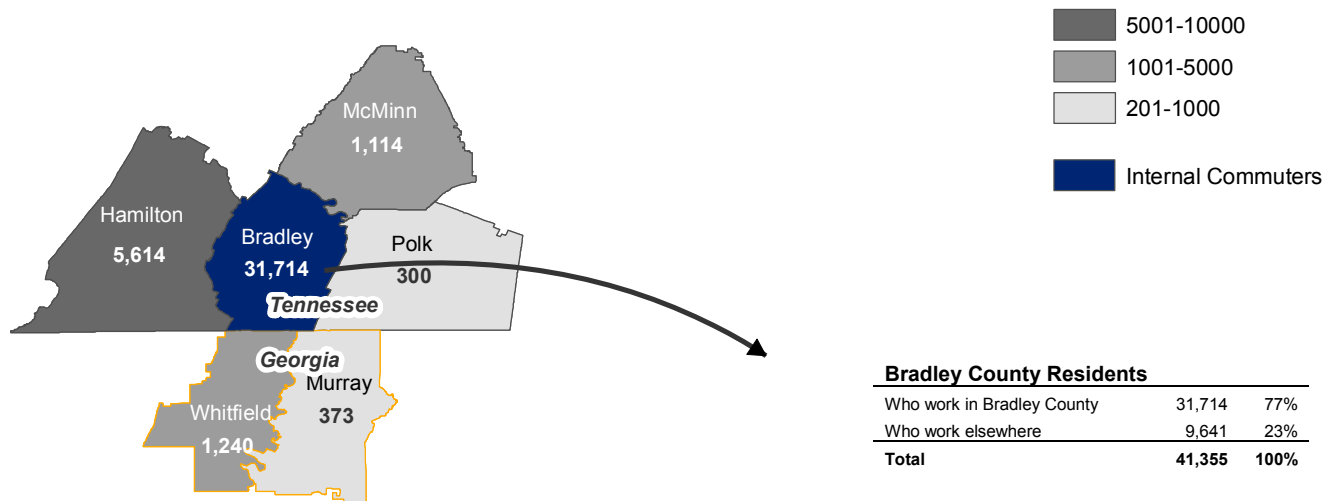 5001-10000
1001-5000
201-1000
Internal Commuters
McMinn
1,114
Hamilton
5,614
Bradley
31,714
Polk
300
Tennessee
Georgia
Murray
373
Whitfield
1,240
Bradley County Residents
Who work in Bradley County 31,714 77%
Who work elsewhere 9,641 23%
Total 41,355 100%